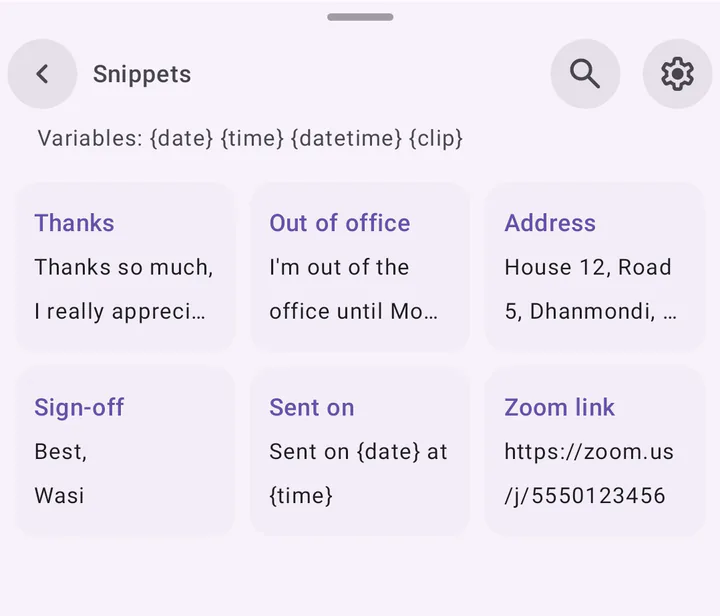 Snippets
Variables: {date} {time} {datetime} {clip}
Thanks
Thanks so much,
I really appreci…
Out of office
I'm out of the
office until Mo…
Address
House 12, Road
5, Dhanmondi, …
Sign-off
Best,
Wasi
Sent on
Sent on {date} at
{time}
Zoom link
https://zoom.us
/j/5550123456